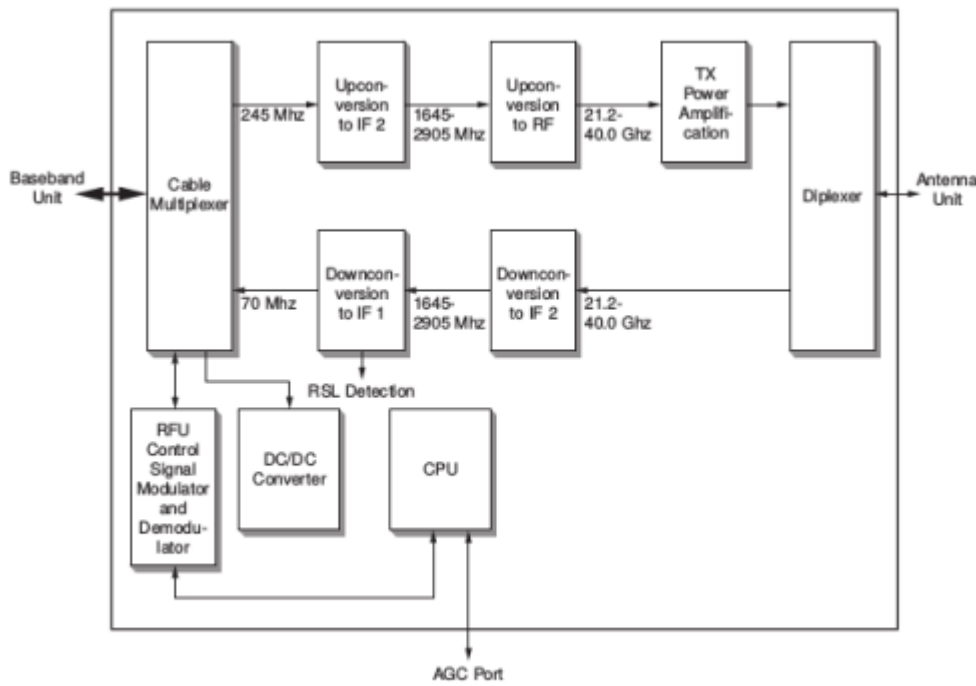 Baseband
Unit
Cable
Multiplexer
245 Mhz
Upcon-
version
to IF 2
1645-
2905 Mhz
Upcon-
version
to RF
21.2-
40.0 Ghz
TX
Power
Amplifi-
cation
Diplexer
Antenna
Unit
70 Mhz
Downcon-
version
to IF 1
1645-
2905 Mhz
Downcon-
version
to IF 2
21.2-
40.0 Ghz
RSL Detection
RFU
Control
Signal
Modulator
and
Demodu-
lator
DC/DC
Converter
CPU
AGC Port